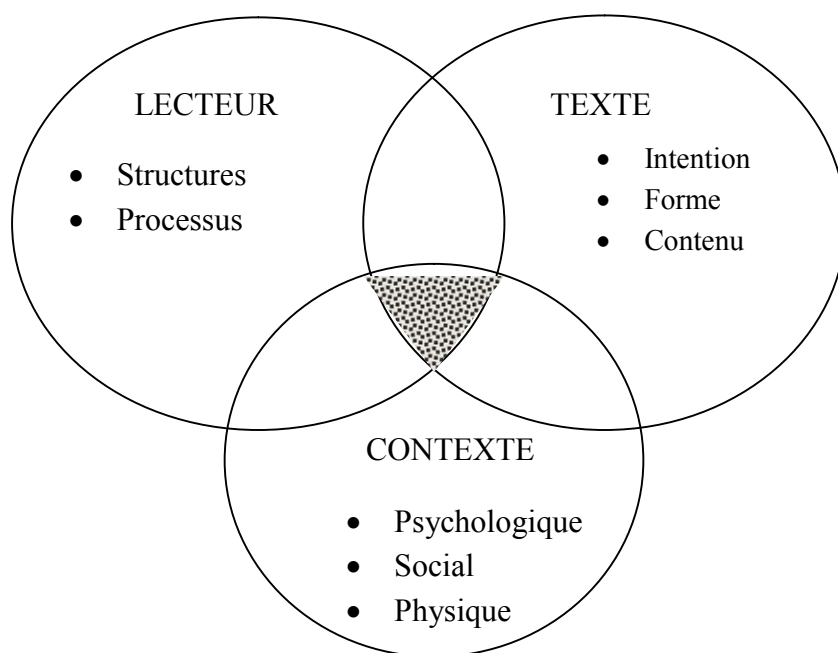 LECTEUR
• Structures
• Processus
TEXTE
• Intention
• Forme
• Contenu
CONTEXTE
• Psychologique
• Social
• Physique